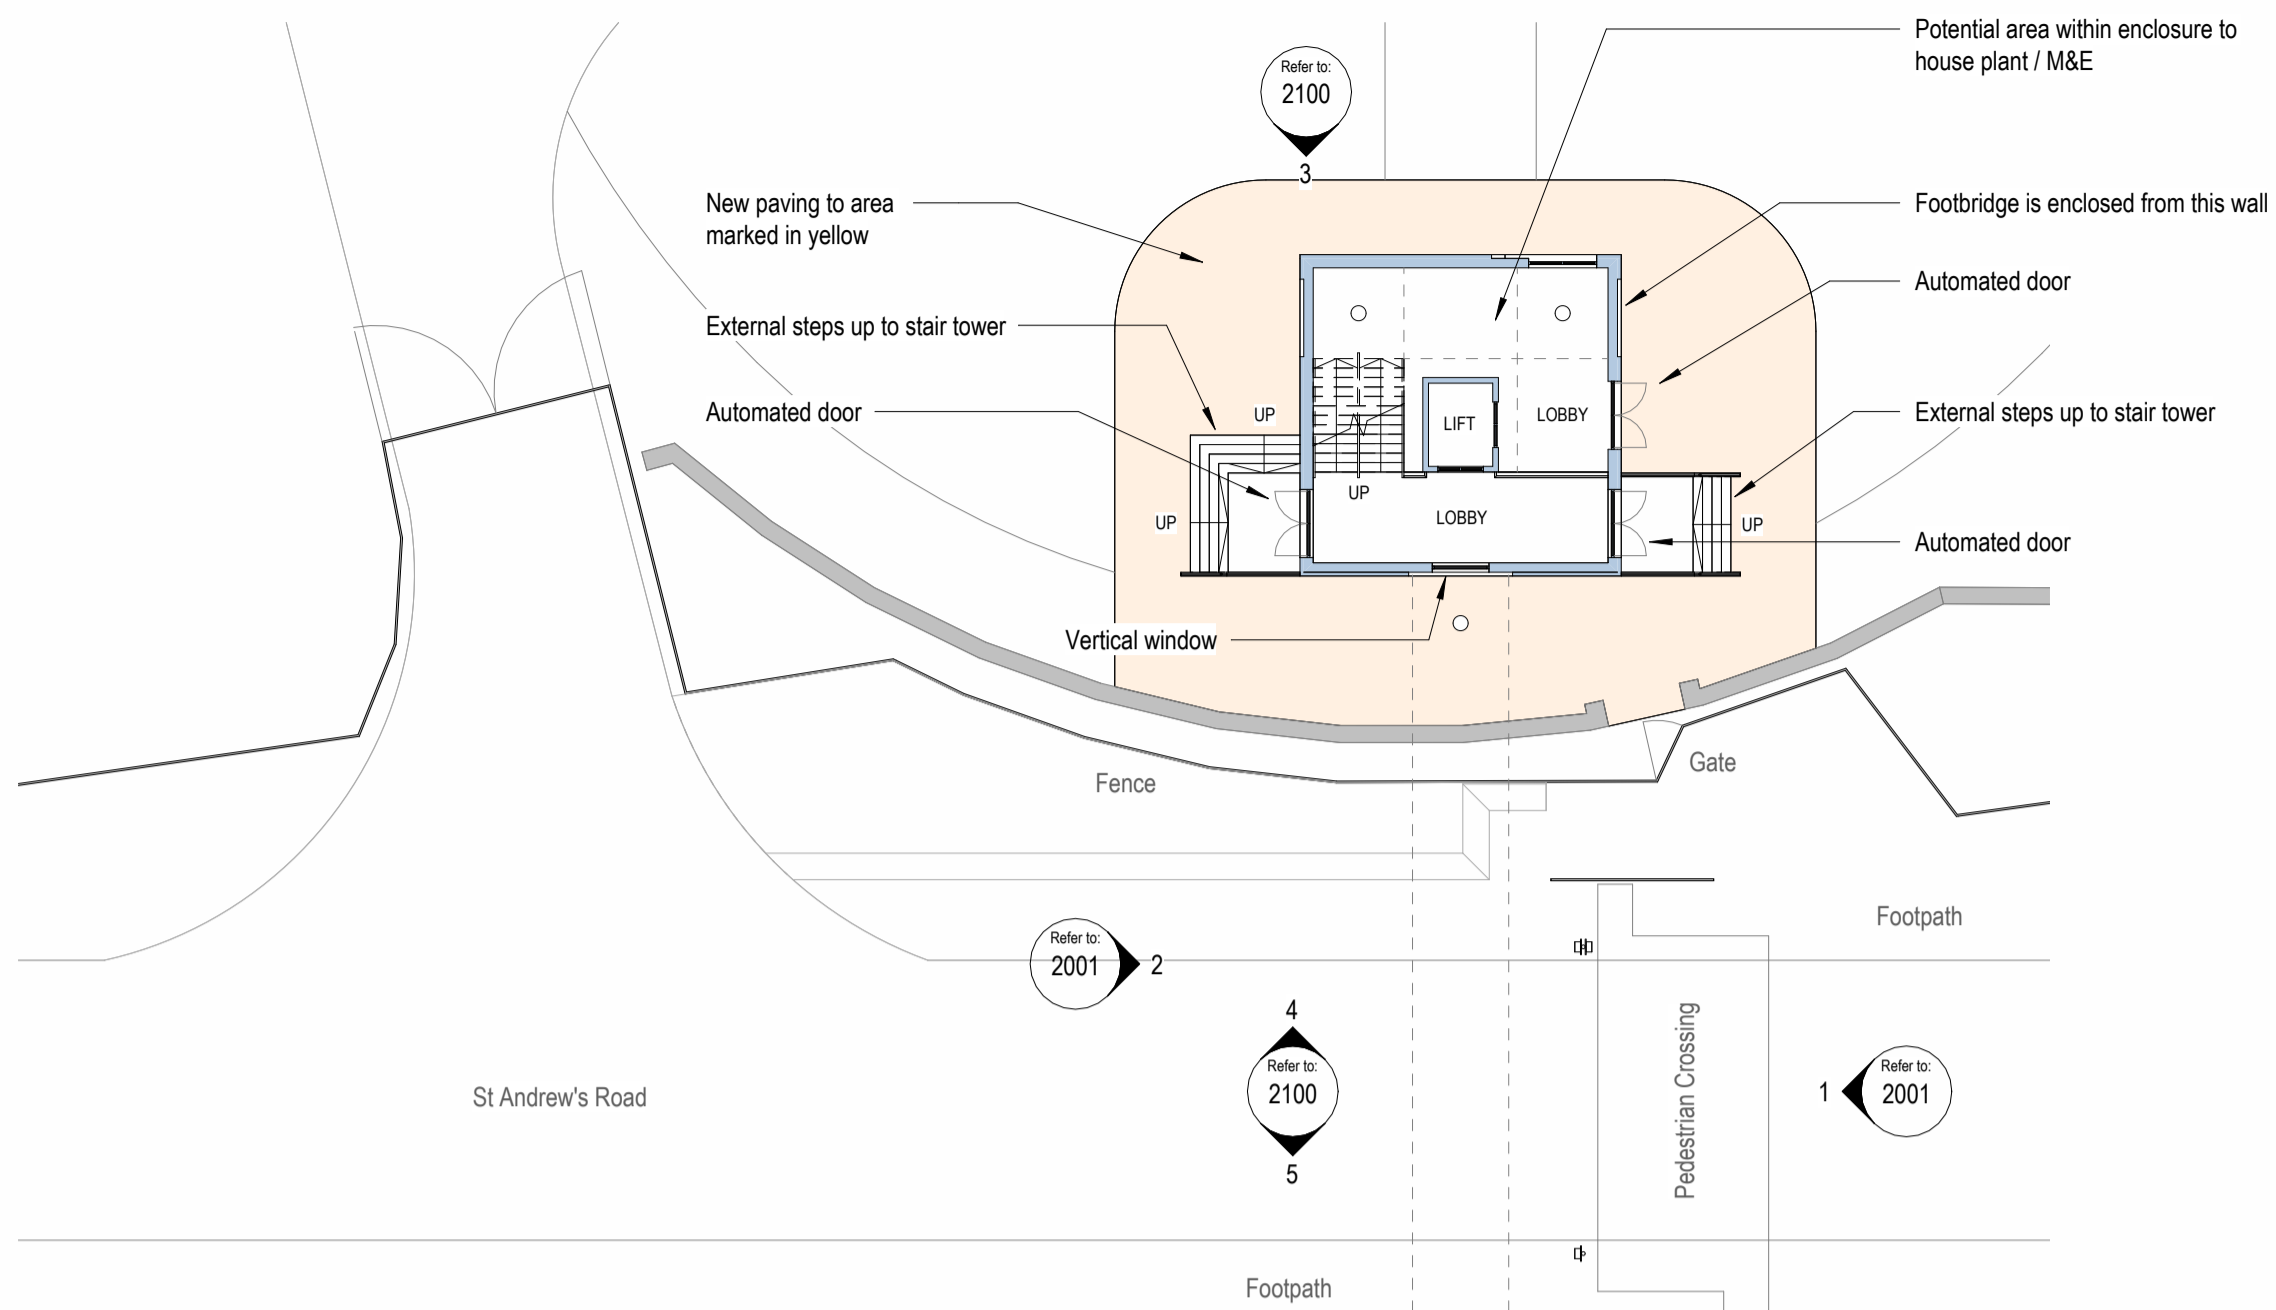 Potential area within enclosure to
house plant / M&E
Refer to:
2100
3
New paving to area
marked in yellow
Footbridge is enclosed from this wall
Automated door
External steps up to stair tower
Automated door
UP
LIFT
LOBBY
External steps up to stair tower
UP
UP
LOBBY
UP
Automated door
Vertical window
Fence
Gate
Footpath
Refer to:
2001
2
4
Refer to:
2100
5
Pedestrian Crossing
1
Refer to:
2001
St Andrew's Road
Footpath